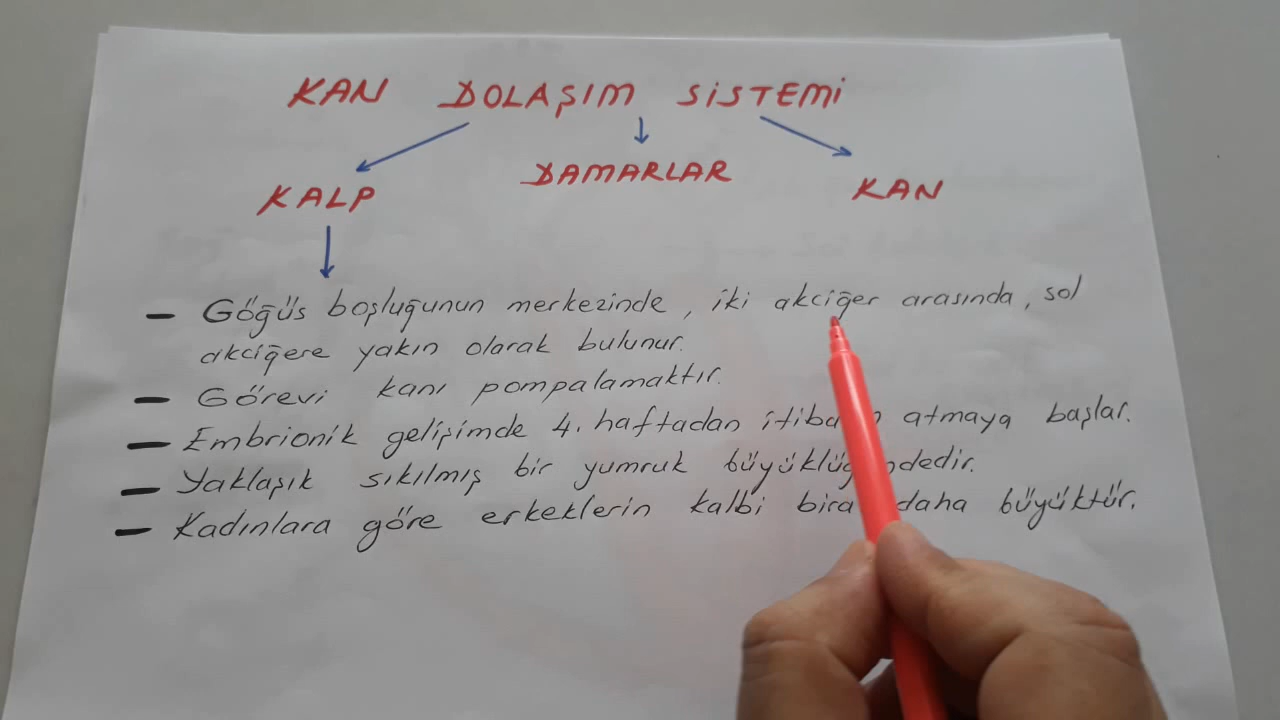 KAN DOLAŞIM SİSTEMİ
KALP DAMARLAR KAN
- Göğüs boşluğunun merkezinde, iki akciğer arasında, sol
akciğere yakın olarak bulunur.
- Görevi kanı pompalamaktır.
- Embrionik gelişimde 4. haftadan atmaya başlar.
- Yaklaşık sıkılmış bir yumruk
- Kadınlara göre erkeklerin kalbi daha büyüktür.